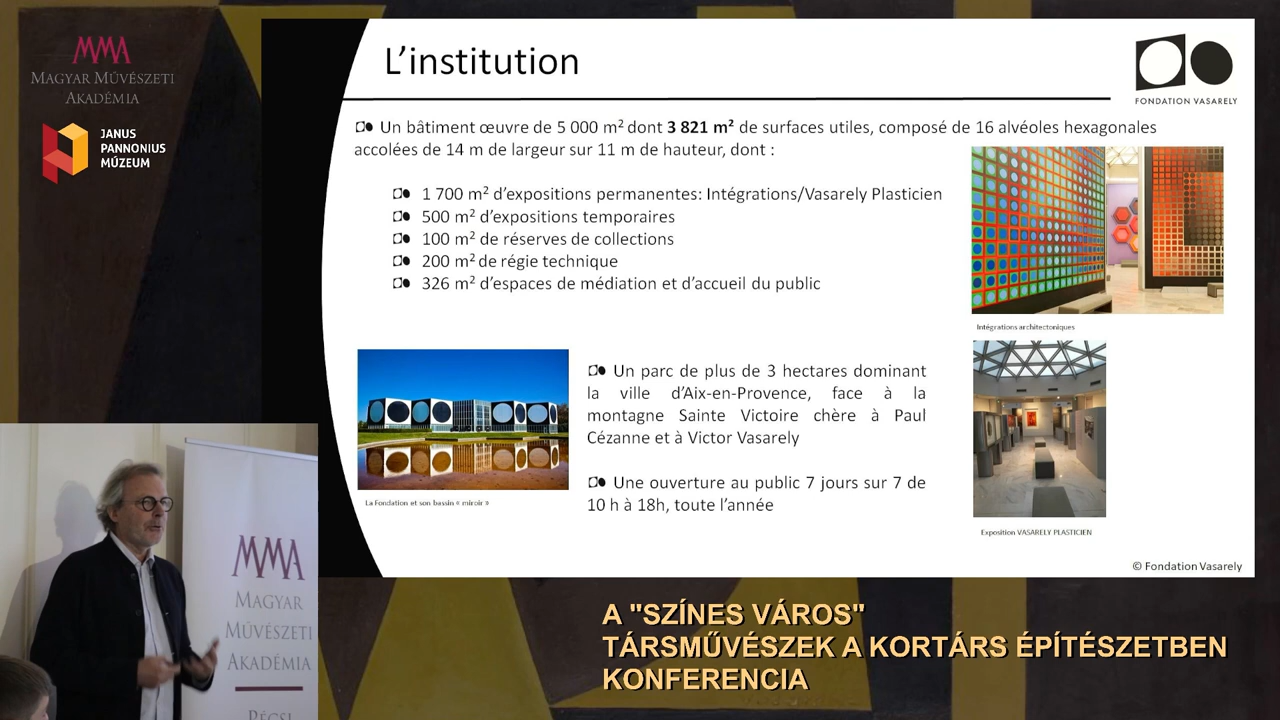 MMA
MAGYAR MŰVÉSZETI
AKADÉMIA
JANUS
PANNONIUS
MÚZEUM
L'institution
FONDATION VASARELY
Un bâtiment œuvre de 5 000 m² dont 3 821 m² de surfaces utiles, composé de 16 alvéoles hexagonales
accolées de 14 m de largeur sur 11 m de hauteur, dont :
1 700 m² d'expositions permanentes: Intégrations/Vasarely Plasticien
500 m² d'expositions temporaires
100 m² de réserves de collections
200 m² de régie technique
326 m² d'espaces de médiation et d'accueil du public
Intégrations architectoniques
Un parc de plus de 3 hectares dominant
la ville d'Aix-en-Provence, face à la
montagne Sainte Victoire chère à Paul
Cézanne et à Victor Vasarely
Une ouverture au public 7 jours sur 7 de
10 h à 18h, toute l'année
La Fondation et son bassin « miroir »
Exposition VASARELY PLASTICIEN
© Fondation Vasarely
MMA
MAGYAR
MŰVÉSZETI
AKADÉMIA
PÉCSI
A "SZÍNES VÁROS"
TÁRSMŰVÉSZEK A KORTÁRS ÉPÍTÉSZETBEN
KONFERENCIA